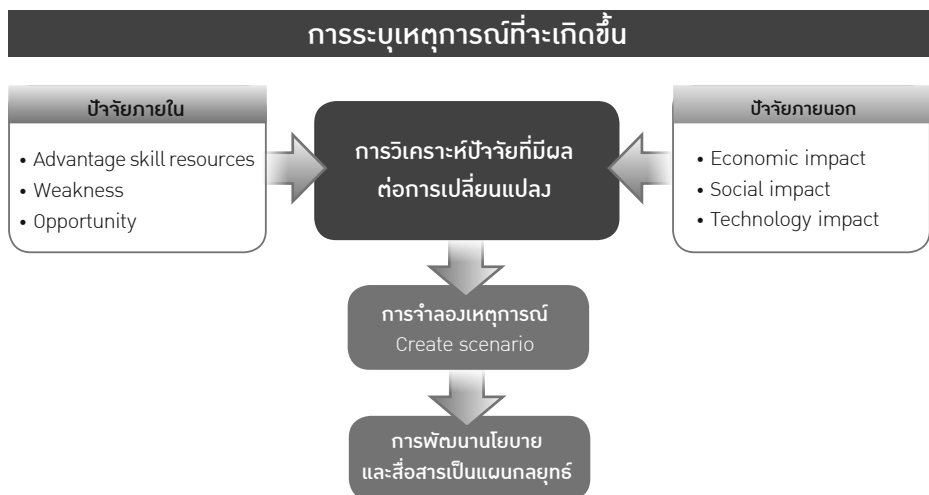 การระบุเหตุการณ์ที่จะเกิดขึ้น
ปัจจัยภายใน
• Advantage skill resources
• Weakness
• Opportunity
การวิเคราะห์ปัจจัยที่มีผล
ต่อการเปลี่ยนแปลง
ปัจจัยภายนอก
• Economic impact
• Social impact
• Technology impact
การจำลองเหตุการณ์
Create scenario
การพัฒนานโยบาย
และสื่อสารเป็นแผนกลยุทธ์